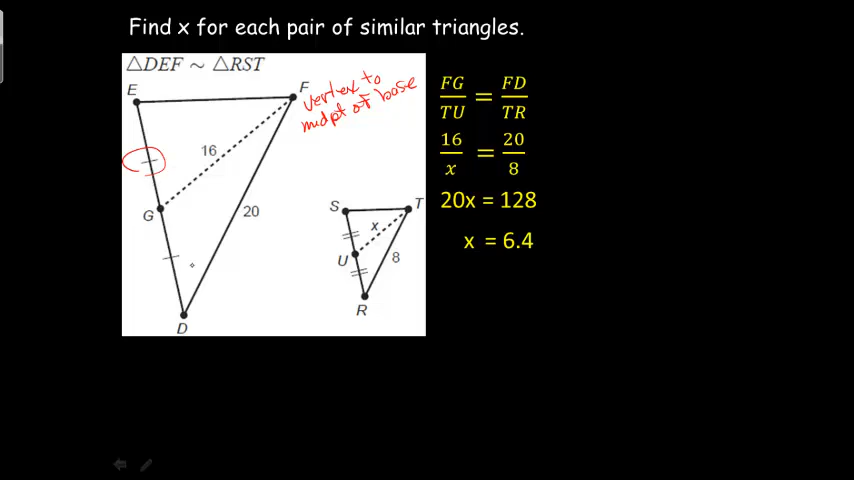 Find x for each pair of similar triangles.
△DEF ~ △RST
E
F
vertex to
midpt of base
16
G
20
D
S
T
x
U
8
R
FG/TU = FD/TR
16/x = 20/8
20x = 128
x = 6.4